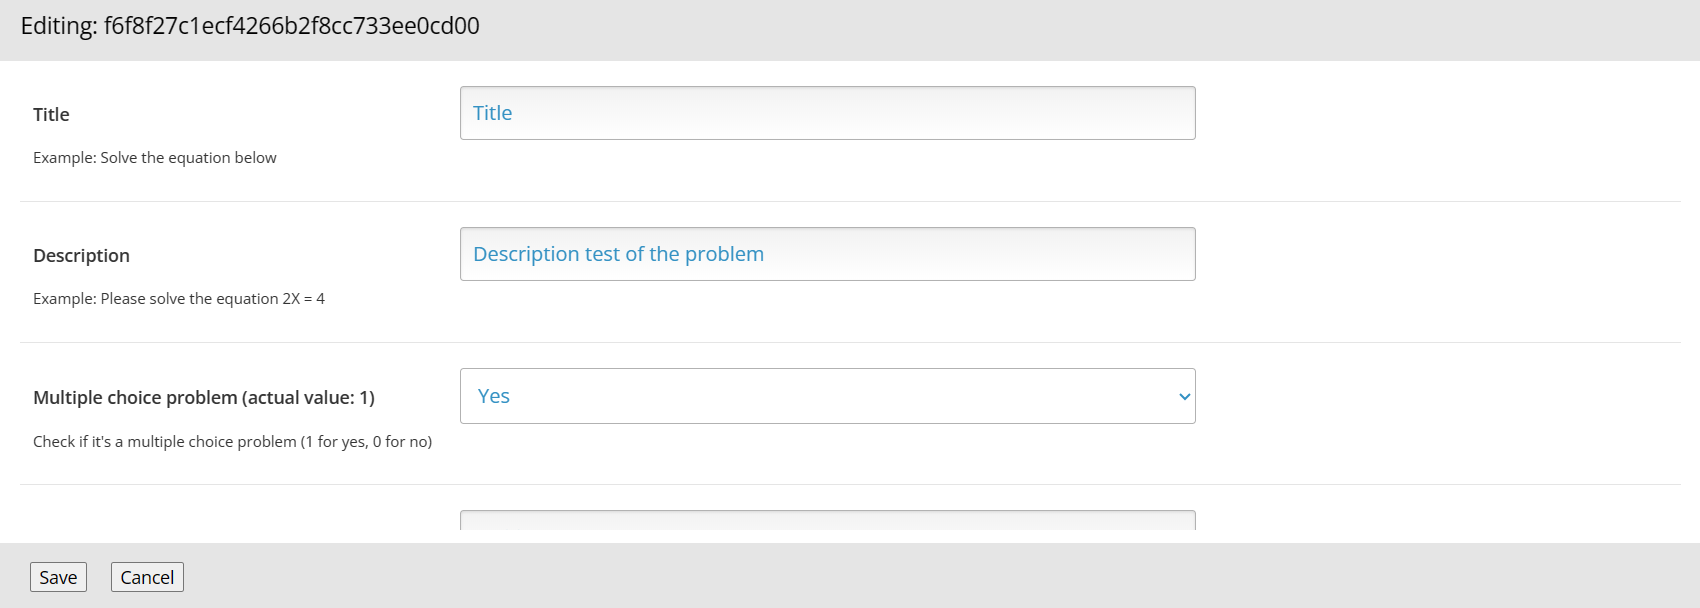 Editing: f6f8f27c1ecf4266b2f8cc733ee0cd00
Title
Title
Example: Solve the equation below
Description
Description test of the problem
Example: Please solve the equation 2X = 4
Multiple choice problem (actual value: 1)
Yes
Check if it's a multiple choice problem (1 for yes, 0 for no)
Save
Cancel